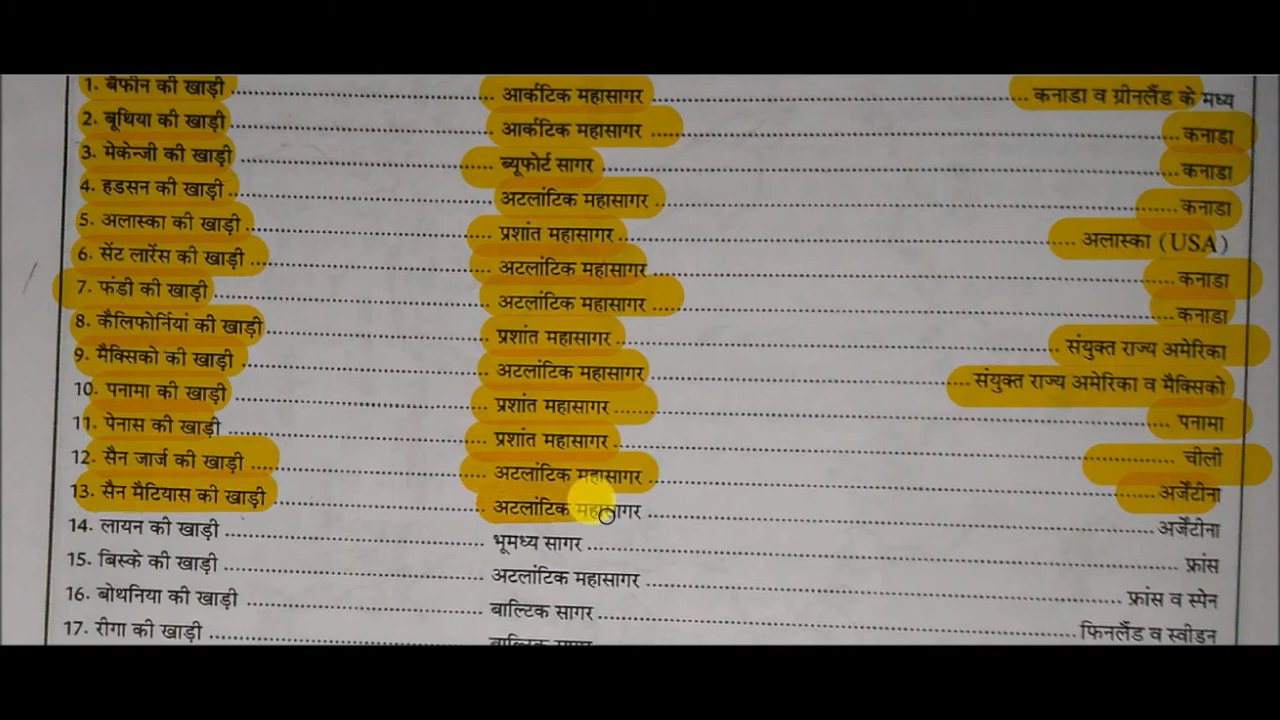 1. बैफीन की खाड़ी ........ आर्कटिक महासागर ........ कनाडा व ग्रीनलैंड के मध्य
2. बूथिया की खाड़ी ........ आर्कटिक महासागर ........ कनाडा
3. मेकेन्जी की खाड़ी ........ ब्यूफोर्ट सागर ........ कनाडा
4. हडसन की खाड़ी ........ अटलांटिक महासागर ........ कनाडा
5. अलास्का की खाड़ी ........ प्रशांत महासागर ........ अलास्का (USA)
6. सेंट लारेंस की खाड़ी ........ अटलांटिक महासागर ........ कनाडा
7. फंडी की खाड़ी ........ अटलांटिक महासागर ........ कनाडा
8. कैलिफोर्नियां की खाड़ी ........ प्रशांत महासागर ........ संयुक्त राज्य अमेरिका
9. मैक्सिको की खाड़ी ........ अटलांटिक महासागर ........ संयुक्त राज्य अमेरिका व मैक्सिको
10. पनामा की खाड़ी ........ प्रशांत महासागर ........ पनामा
11. पेनास की खाड़ी ........ प्रशांत महासागर ........ चीली
12. सैन जार्ज की खाड़ी ........ अटलांटिक महासागर ........ अर्जेंटीना
13. सैन मैटियास की खाड़ी ........ अटलांटिक महासागर ........ अर्जेंटीना
14. लायन की खाड़ी ........ भूमध्य सागर ........ फ्रांस
15. बिस्के की खाड़ी ........ अटलांटिक महासागर ........ फ्रांस व स्पेन
16. बोथनिया की खाड़ी ........ बाल्टिक सागर ........ फिनलैंड व स्वीडन
17. रीगा की खाड़ी ........ बाल्टिक सागर